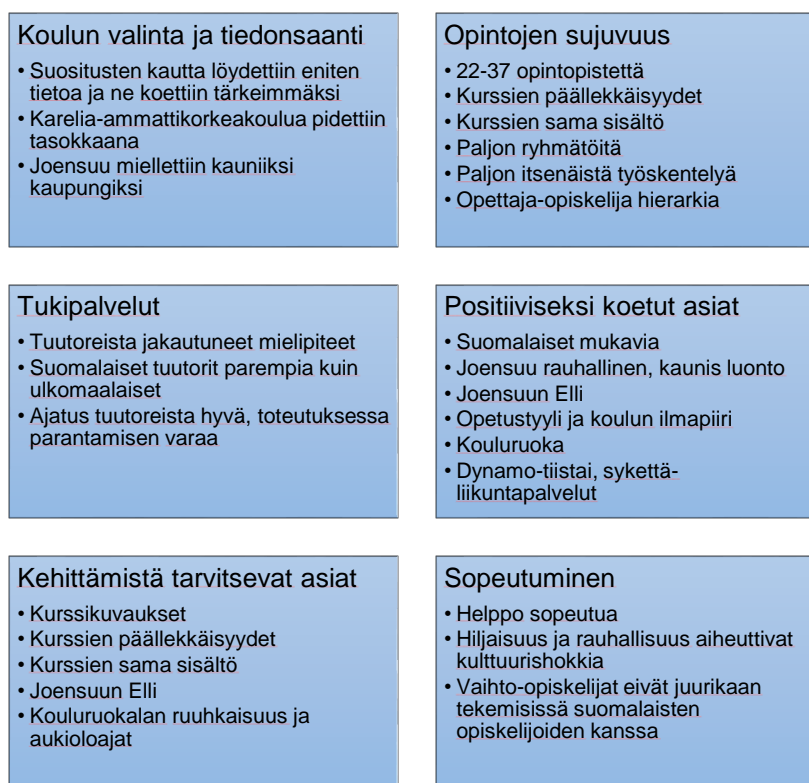 Koulun valinta ja tiedonsaanti
• Suositusten kautta löydettiin eniten
tietoa ja ne koettiin tärkeimmäksi
• Karelia-ammattikorkeakoulua pidettiin
tasokkaana
• Joensuu miellettiin kauniiksi
kaupungiksi
Opintojen sujuvuus
• 22-37 opintopistettä
• Kurssien päällekkäisyydet
• Kurssien sama sisältö
• Paljon ryhmätöitä
• Paljon itsenäistä työskentelyä
• Opettaja-opiskelija hierarkia
Tukipalvelut
• Tuutoreista jakautuneet mielipiteet
• Suomalaiset tuutorit parempia kuin
ulkomaalaiset
• Ajatus tuutoreista hyvä, toteutuksessa
parantamisen varaa
Positiiviseksi koetut asiat
• Suomalaiset mukavia
• Joensuu rauhallinen, kaunis luonto
• Joensuun Elli
• Opetustyyli ja koulun ilmapiiri
• Kouluruoka
• Dynamo-tiistai, sykettä-
liikuntapalvelut
Kehittämistä tarvitsevat asiat
• Kurssikuvaukset
• Kurssien päällekkäisyydet
• Kurssien sama sisältö
• Joensuun Elli
• Kouluruokalan ruuhkaisuus ja
aukioloajat
Sopeutuminen
• Helppo sopeutua
• Hiljaisuus ja rauhallisuus aiheuttivat
kulttuurishokkia
• Vaihto-opiskelijat eivät juurikaan
tekemisissä suomalaisten
opiskelijoiden kanssa